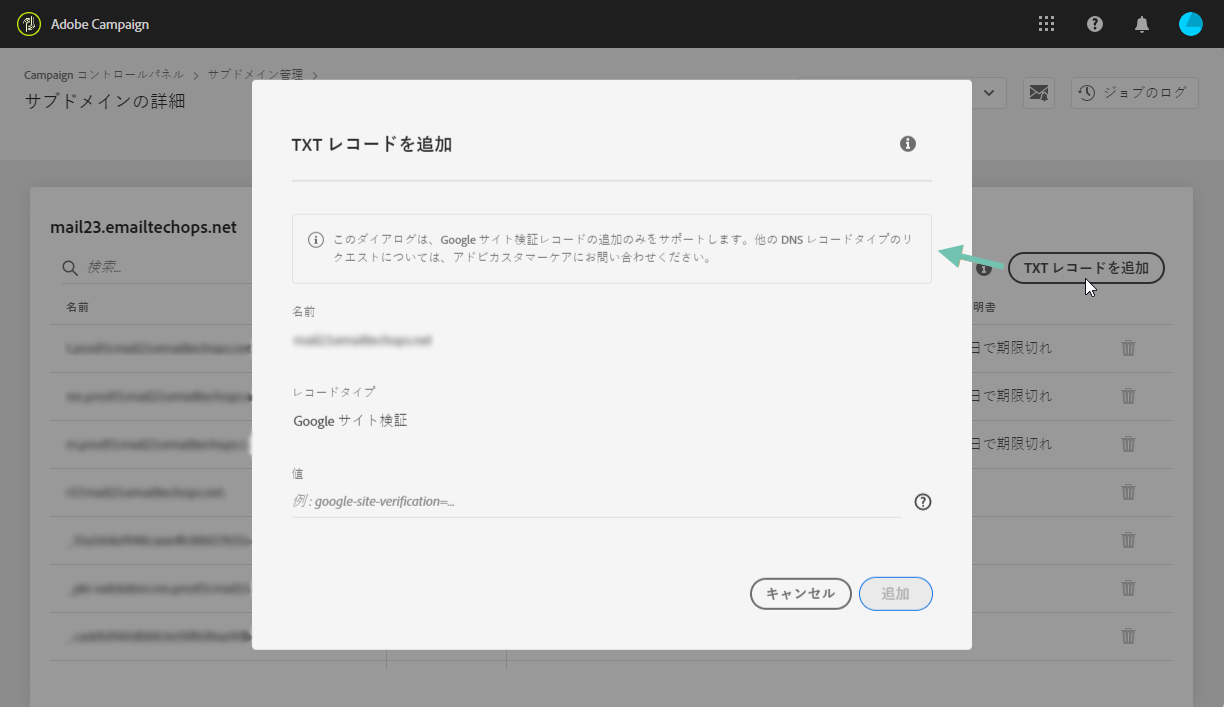 Adobe Campaign
Campaign コントロールパネル > サブドメイン管理 >
サブドメインの詳細
ジョブのログ
mail23.emailtechops.net
検索...
TXT レコードを追加
名前
明書
日で期限切れ
日で期限切れ
日で期限切れ
TXT レコードを追加
このダイアログは、Google サイト検証レコードの追加のみをサポートします。他の DNS レコードタイプのリ
クエストについては、アドビカスタマーケアにお問い合わせください。
名前
レコードタイプ
Google サイト検証
値
例 : google-site-verification=...
キャンセル
追加